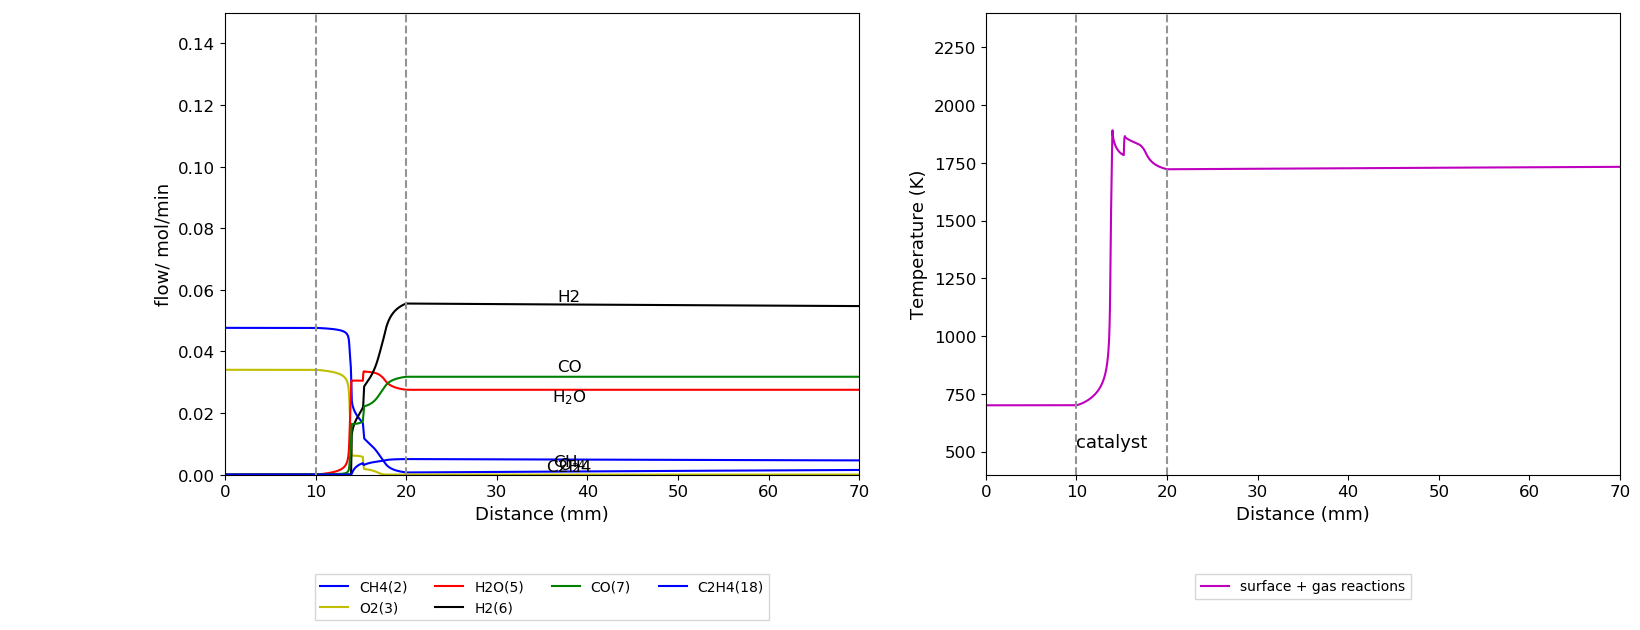 0.14
0.12
0.10
0.08
0.06
0.04
0.02
0.00
flow/ mol/min
H2
CO
H₂O
C2H4
0 10 20 30 40 50 60 70
Distance (mm)
CH4(2) H2O(5) CO(7) C2H4(18)
O2(3) H2(6)
2250
2000
1750
1500
1250
1000
750
500
Temperature (K)
catalyst
0 10 20 30 40 50 60 70
Distance (mm)
surface + gas reactions